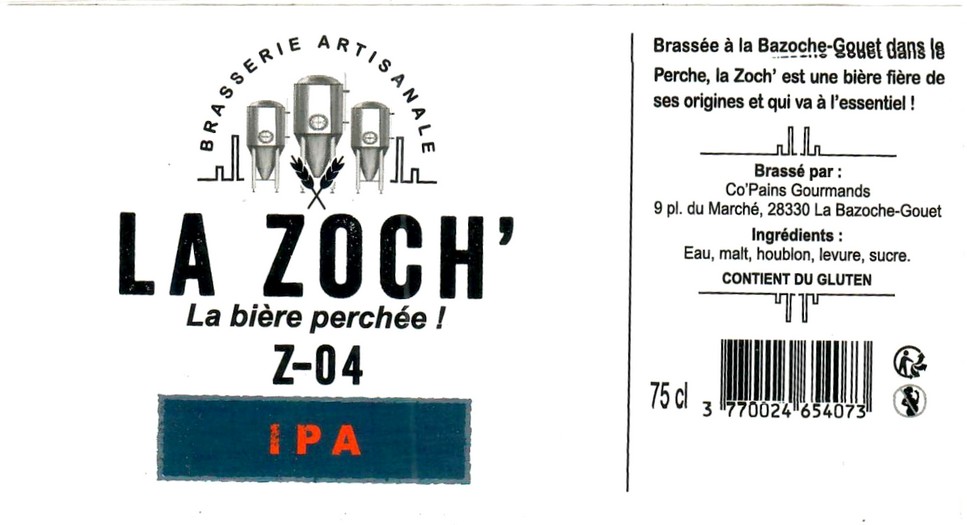 BRASSERIE ARTISANALE
LA ZOCH'
La bière perchée !
Z-04
IPA
Brassée à la Bazoche-Gouet dans le
Perche, la Zoch' est une bière fière de
ses origines et qui va à l'essentiel !
Brassé par :
Co'Pains Gourmands
9 pl. du Marché, 28330 La Bazoche-Gouet
Ingrédients :
Eau, malt, houblon, levure, sucre.
CONTIENT DU GLUTEN
75 cl
3 770024 654073